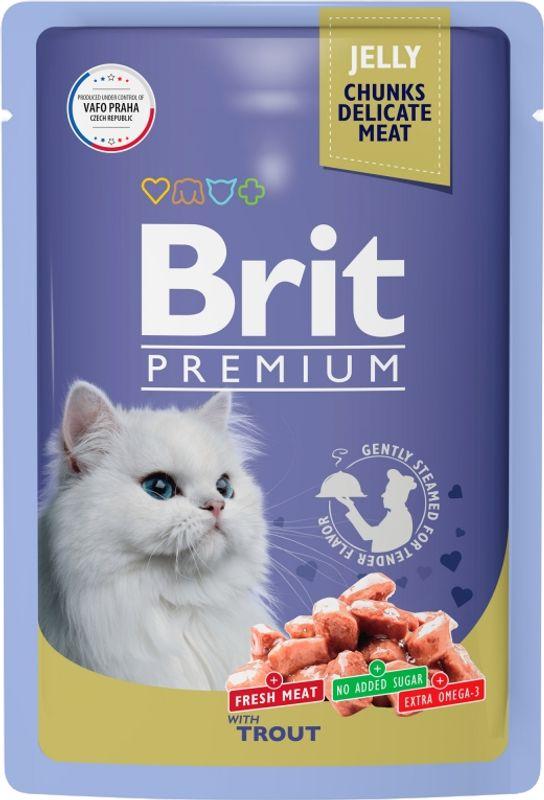 JELLY
CHUNKS
DELICATE
MEAT
PRODUCED UNDER CONTROL OF
VAFO PRAHA
CZECH REPUBLIC
Brit
PREMIUM
GENTLY STEAMED FOR TENDER FLAVOR
FRESH MEAT
NO ADDED SUGAR
EXTRA OMEGA-3
WITH
TROUT